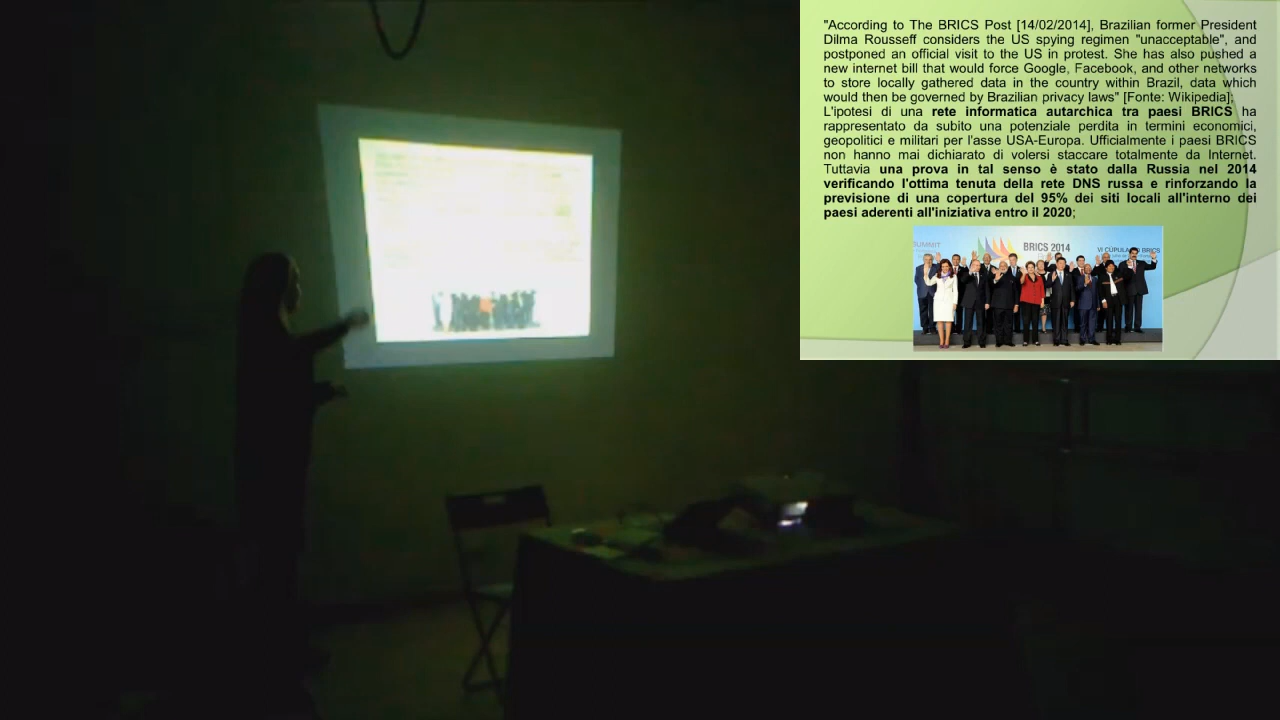 "According to The BRICS Post [14/02/2014], Brazilian former President
Dilma Rousseff considers the US spying regimen "unacceptable", and
postponed an official visit to the US in protest. She has also pushed a
new internet bill that would force Google, Facebook, and other networks
to store locally gathered data in the country within Brazil, data which
would then be governed by Brazilian privacy laws" [Fonte: Wikipedia];
L'ipotesi di una rete informatica autarchica tra paesi BRICS ha
rappresentato da subito una potenziale perdita in termini economici,
geopolitici e militari per l'asse USA-Europa. Ufficialmente i paesi BRICS
non hanno mai dichiarato di volersi staccare totalmente da Internet.
Tuttavia una prova in tal senso è stato dalla Russia nel 2014
verificando l'ottima tenuta della rete DNS russa e rinforzando la
previsione di una copertura del 95% dei siti locali all'interno dei
paesi aderenti all'iniziativa entro il 2020;
SUMMIT
BRICS 2014
VI CÚPULA BRICS